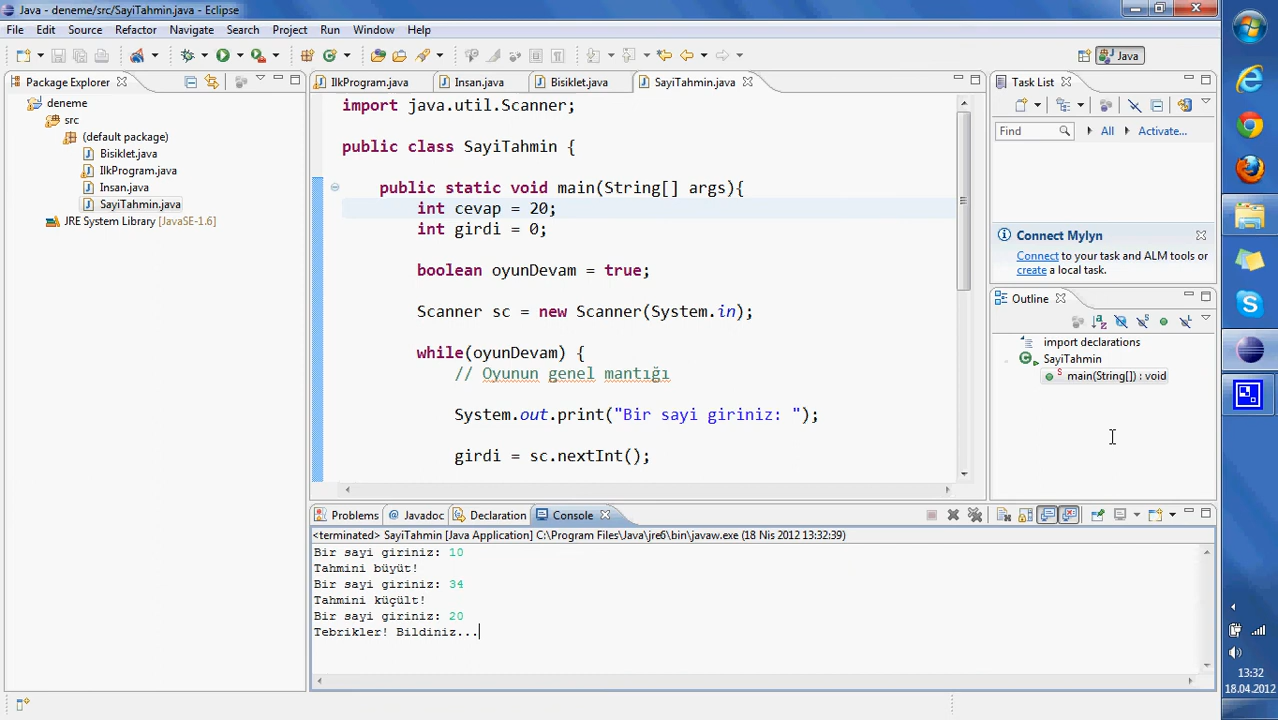 Java - deneme/src/SayiTahmin.java - Eclipse
File Edit Source Refactor Navigate Search Project Run Window Help
Java
Package Explorer
deneme
src
(default package)
Bisiklet.java
IlkProgram.java
Insan.java
SayiTahmin.java
JRE System Library [JavaSE-1.6]
IlkProgram.java Insan.java Bisiklet.java SayiTahmin.java
import java.util.Scanner;
public class SayiTahmin {
public static void main(String[] args){
int cevap = 20;
int girdi = 0;
boolean oyunDevam = true;
Scanner sc = new Scanner(System.in);
while(oyunDevam) {
// Oyunun genel mantığı
System.out.print("Bir sayi giriniz: ");
girdi = sc.nextInt();
Task List
Find All Activate...
Connect Mylyn
Connect to your task and ALM tools or
create a local task.
Outline
import declarations
SayiTahmin
main(String[]) : void
Problems Javadoc Declaration Console
<terminated> SayiTahmin [Java Application] C:\Program Files\Java\jre6\bin\javaw.exe (18 Nis 2012 13:32:39)
Bir sayi giriniz: 10
Tahmini büyüt!
Bir sayi giriniz: 34
Tahmini küçült!
Bir sayi giriniz: 20
Tebrikler! Bildiniz...
13:32
18.04.2012